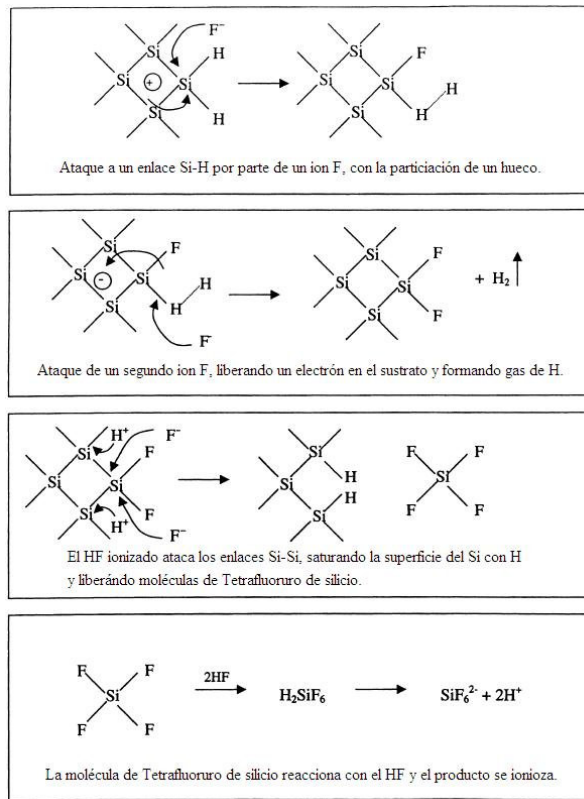 Si F⁻ H Si F
Si + Si Si Si H
Si H Si H
Ataque a un enlace Si-H por parte de un ion F, con la particiación de un hueco.
Si F Si F
Si - Si H Si Si + H₂
Si H Si F
F⁻
Ataque de un segundo ion F, liberando un electrón en el sustrato y formando gas de H.
H⁺ F⁻
Si F Si F F
Si Si Si H H Si
Si F Si F F
H⁺ F⁻
El HF ionizado ataca los enlaces Si-Si, saturando la superficie del Si con H
y liberándo moléculas de Tetrafluoruro de silicio.
F F
Si 2HF H₂SiF₆ SiF₆²⁻ + 2H⁺
F F
La molécula de Tetrafluoruro de silicio reacciona con el HF y el producto se ionioza.